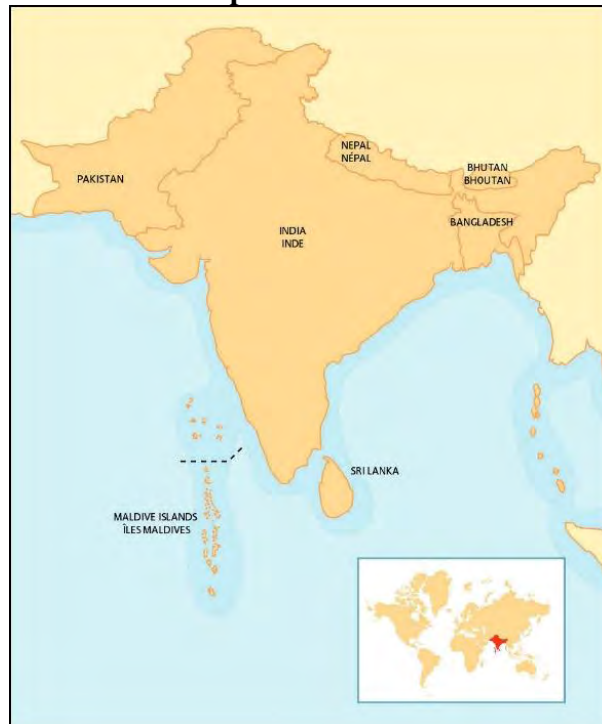 NEPAL
NÉPAL
BHUTAN
BHOUTAN
PAKISTAN
BANGLADESH
INDIA
INDE
SRI LANKA
MALDIVE ISLANDS
ÎLES MALDIVES